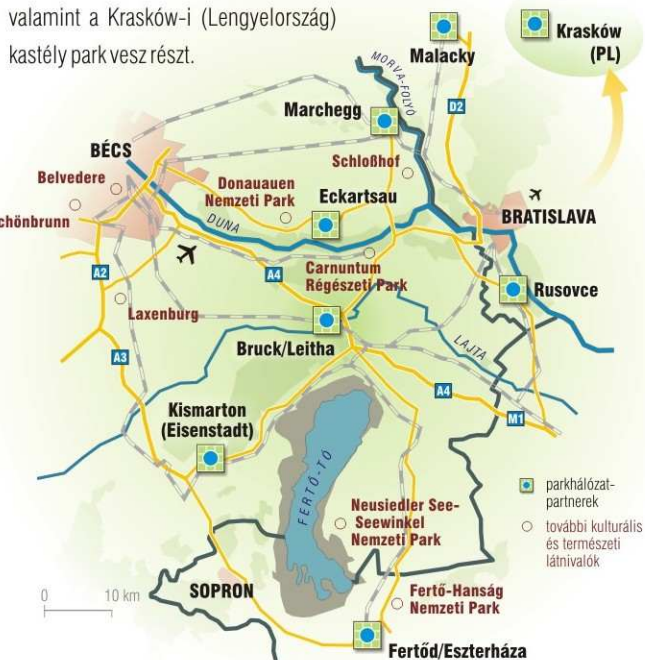 valamint a Krasków-i (Lengyelország)
kastély park vesz részt.
Krasków
(PL)
Malacky
MORVA-FOLYÓ
D2
Marchegg
BÉCS
Schloßhof
Belvedere
Donauauen
Nemzeti Park
Eckartsau
chönbrunn
DUNA
BRATISLAVA
A2
A4
Carnuntum
Régészeti Park
Rusovce
Laxenburg
Bruck/Leitha
LAJTA
A3
A4
M1
Kismarton
(Eisenstadt)
FERTŐ-TÓ
parkhálózat-
partnerek
Neusiedler See-
Seewinkel
Nemzeti Park
további kulturális
és természeti
látnivalók
SOPRON
0 10 km
Fertő-Hanság
Nemzeti Park
Fertőd/Eszterháza